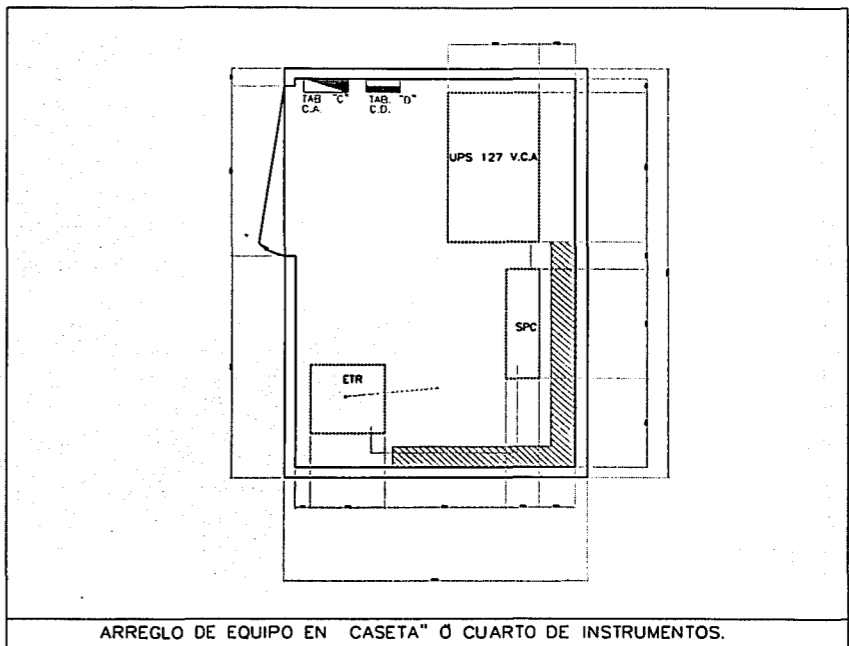 TAB "C"
C.A.
TAB. "D"
C.D.
UPS 127 V.C.A
SPC
ETR
ARREGLO DE EQUIPO EN CASETA" Ó CUARTO DE INSTRUMENTOS.